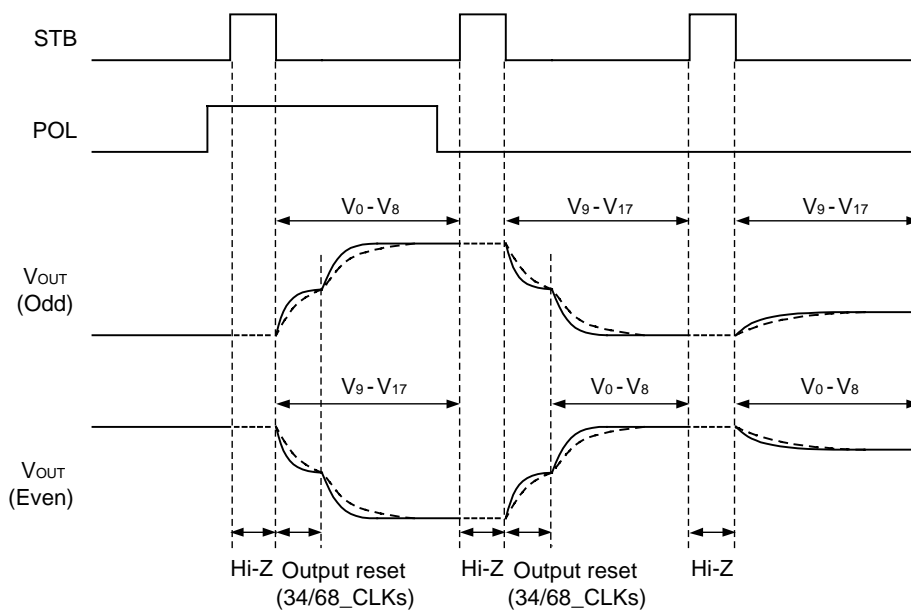 STB
POL
V0 - V8
V9 - V17
V9 - V17
VOUT
(Odd)
V9 - V17
V0 - V8
V0 - V8
VOUT
(Even)
Hi-Z
Output reset
(34/68_CLKs)
Hi-Z
Output reset
(34/68_CLKs)
Hi-Z